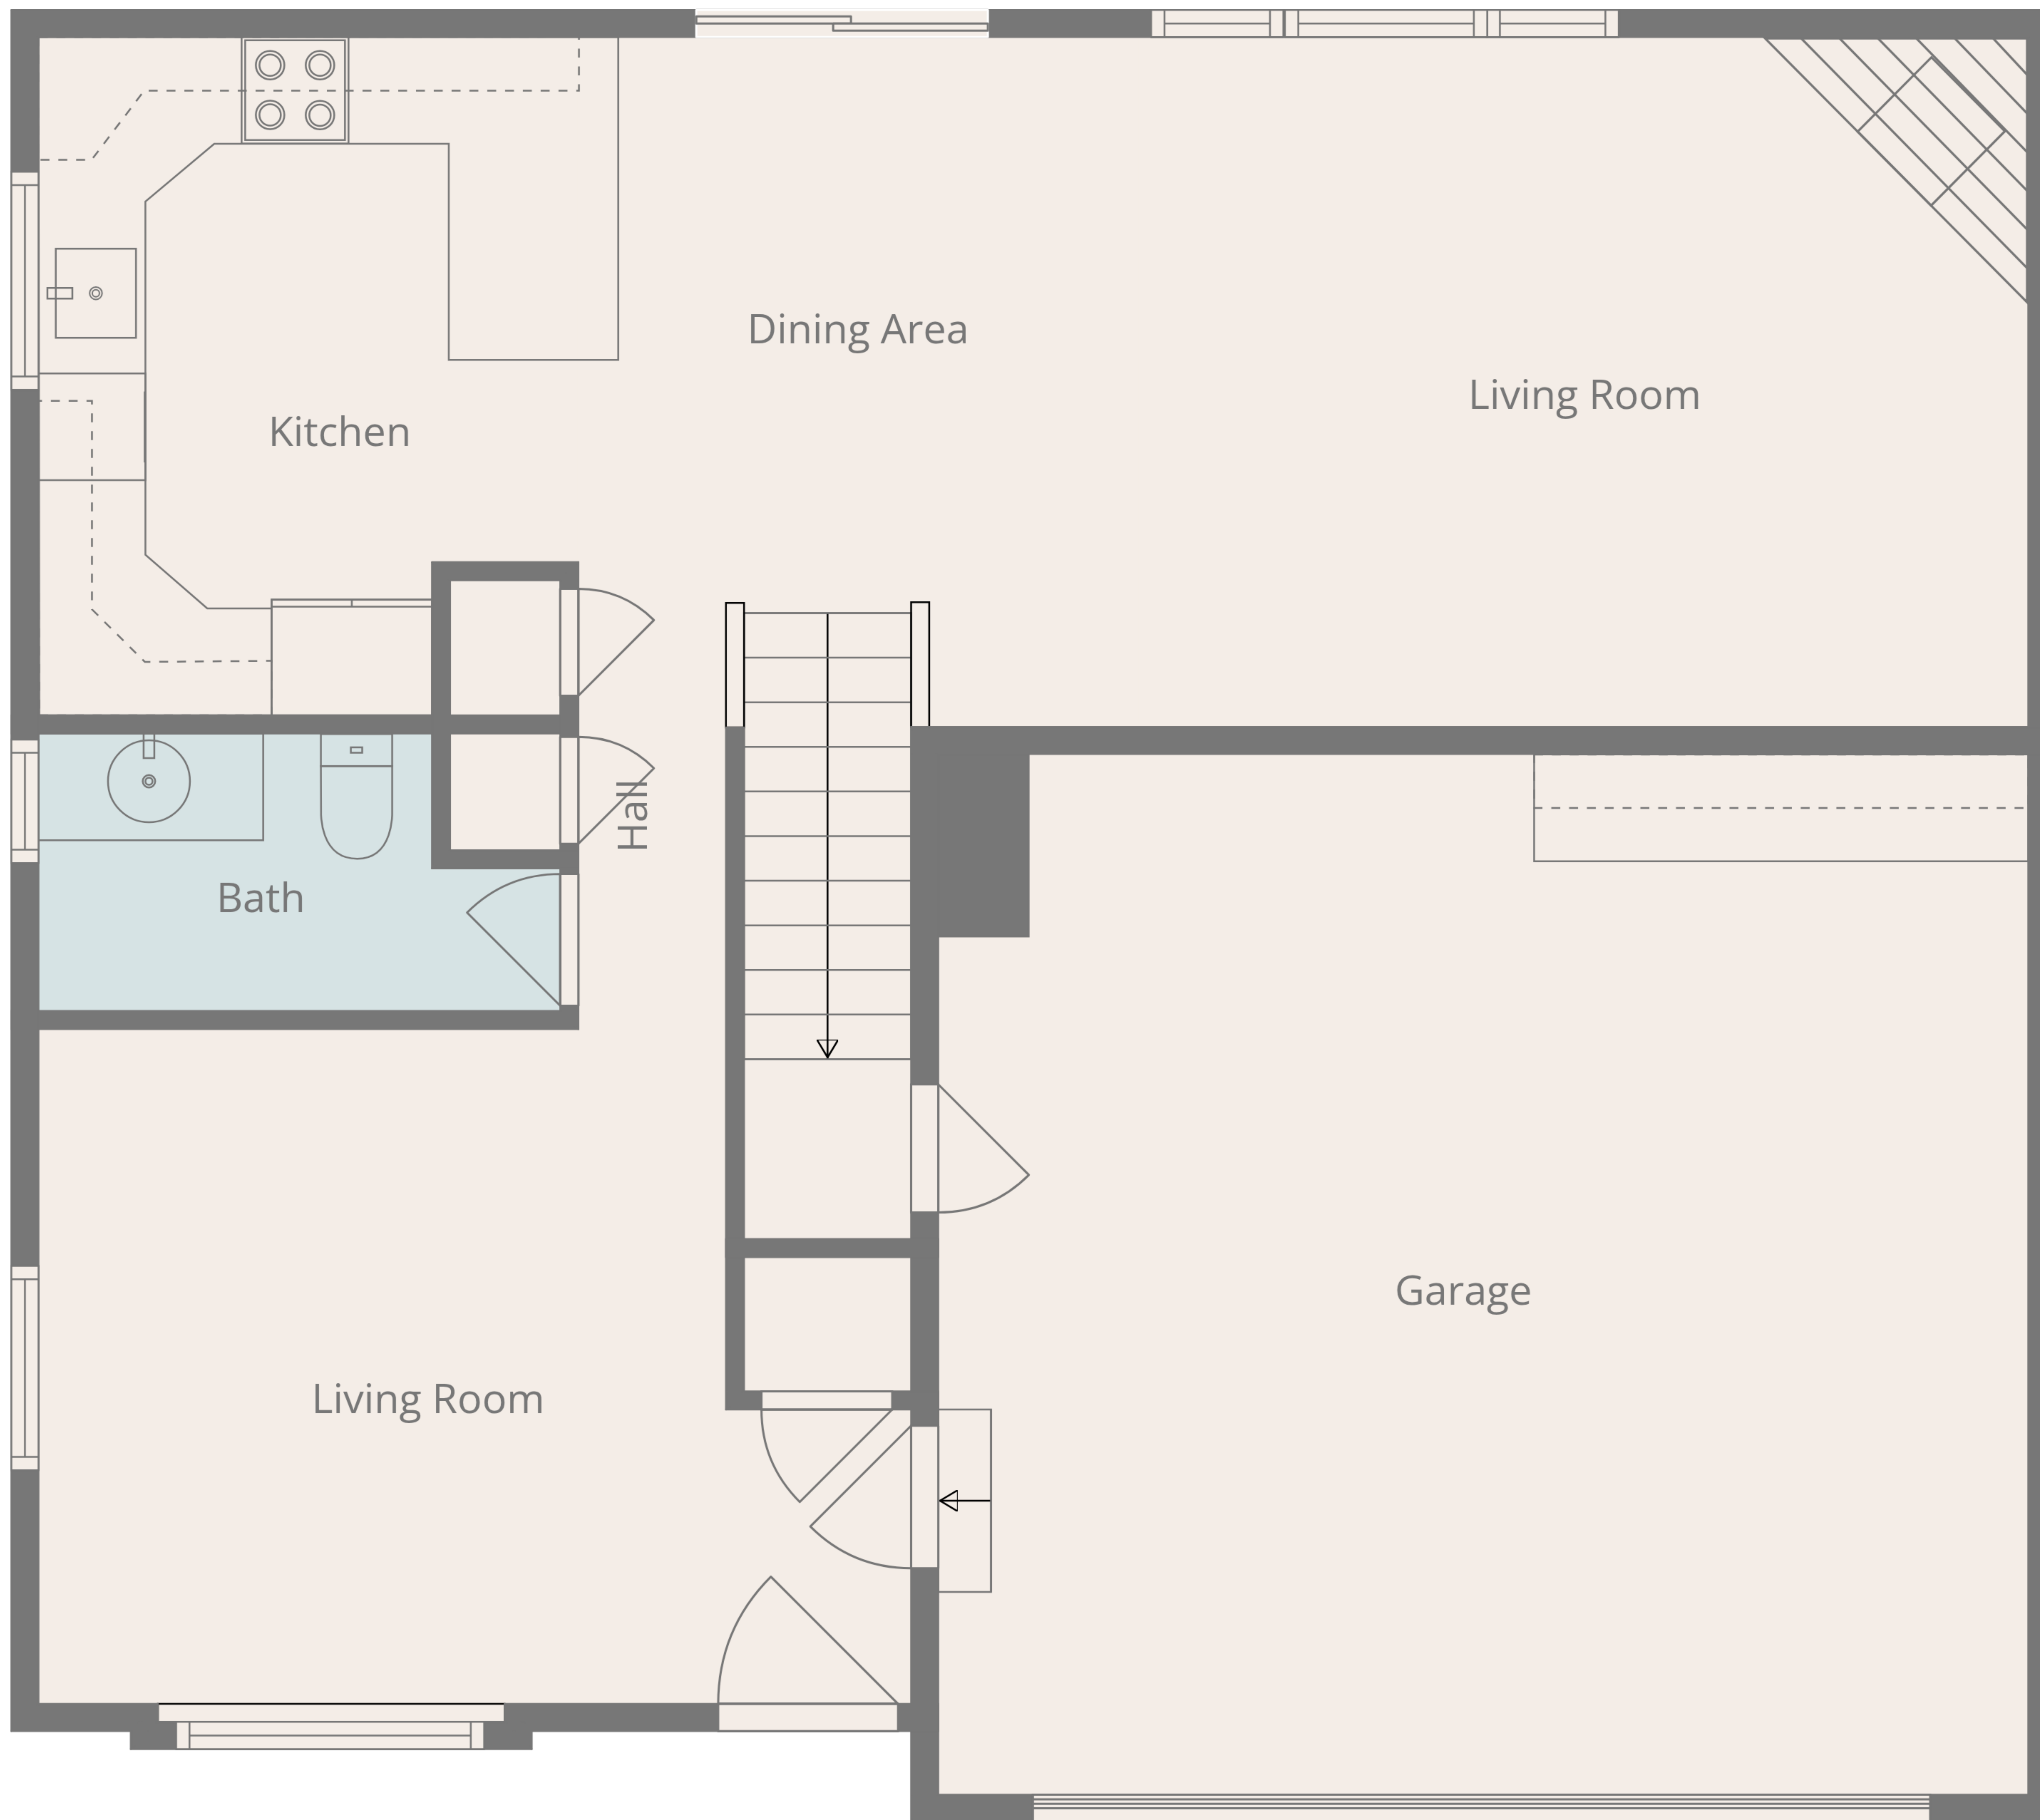 Dining Area
Living Room
Kitchen
Hall
Bath
Garage
Living Room